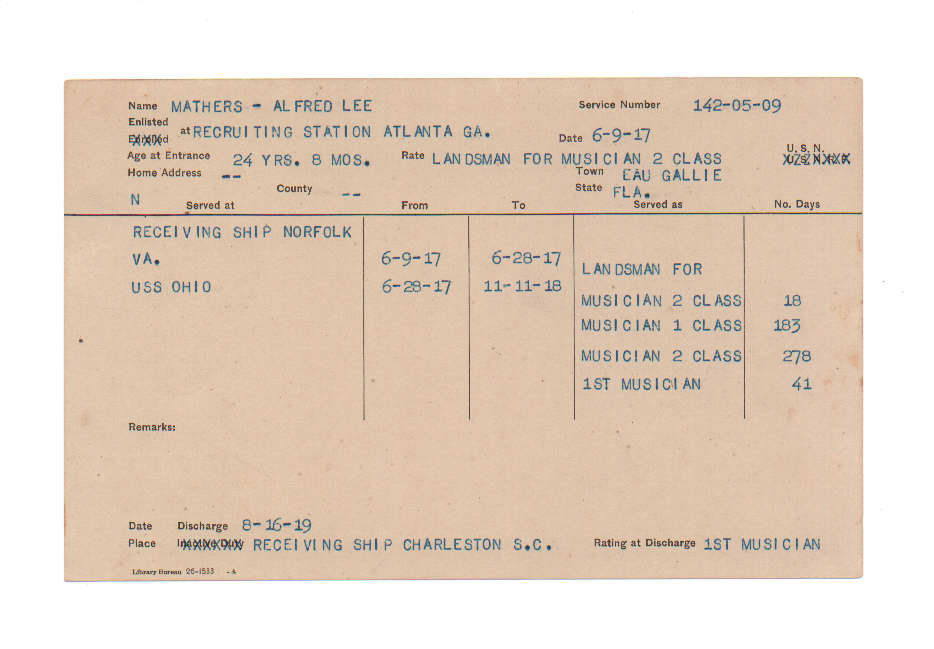 Name MATHERS - ALFRED LEE Service Number 142-05-09
Enlisted
at RECRUITING STATION ATLANTA GA. Date 6-9-17
Age at Entrance 24 YRS. 8 MOS. Rate LANDSMAN FOR MUSICIAN 2 CLASS U. S. N.
Home Address -- Town EAU GALLIE
N County -- State FLA.
Served at From To Served as No. Days
RECEIVING SHIP NORFOLK
VA. 6-9-17 6-28-17
LANDSMAN FOR
USS OHIO 6-28-17 11-11-18
MUSICIAN 2 CLASS 18
MUSICIAN 1 CLASS 183
MUSICIAN 2 CLASS 278
1ST MUSICIAN 41
Remarks:
Date Discharge 8-16-19
Place RECEIVING SHIP CHARLESTON S.C. Rating at Discharge 1ST MUSICIAN
Library Bureau 26-1533 -A